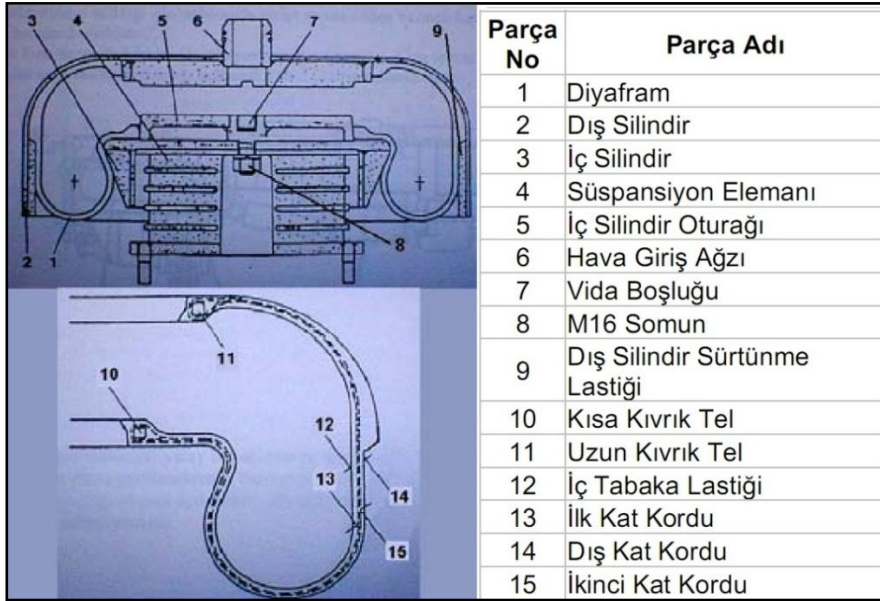 3
4
5
6
7
9
2
1
8
11
10
12
13
14
15
Parça No Parça Adı
1 Diyafram
2 Dış Silindir
3 İç Silindir
4 Süspansiyon Elemanı
5 İç Silindir Oturağı
6 Hava Giriş Ağzı
7 Vida Boşluğu
8 M16 Somun
9 Dış Silindir Sürtünme
Lastiği
10 Kısa Kıvrık Tel
11 Uzun Kıvrık Tel
12 İç Tabaka Lastiği
13 İlk Kat Kordu
14 Dış Kat Kordu
15 İkinci Kat Kordu